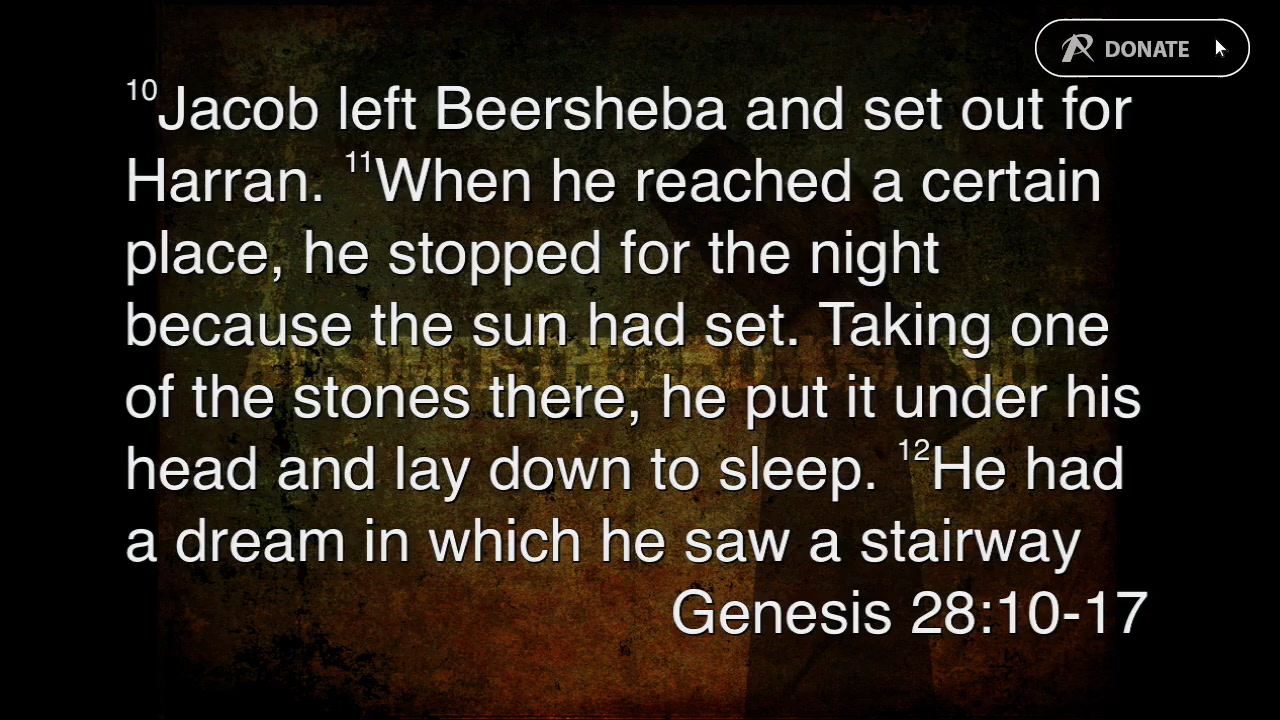 DONATE
10Jacob left Beersheba and set out for
Harran. 11When he reached a certain
place, he stopped for the night
because the sun had set. Taking one
of the stones there, he put it under his
head and lay down to sleep. 12He had
a dream in which he saw a stairway
Genesis 28:10-17